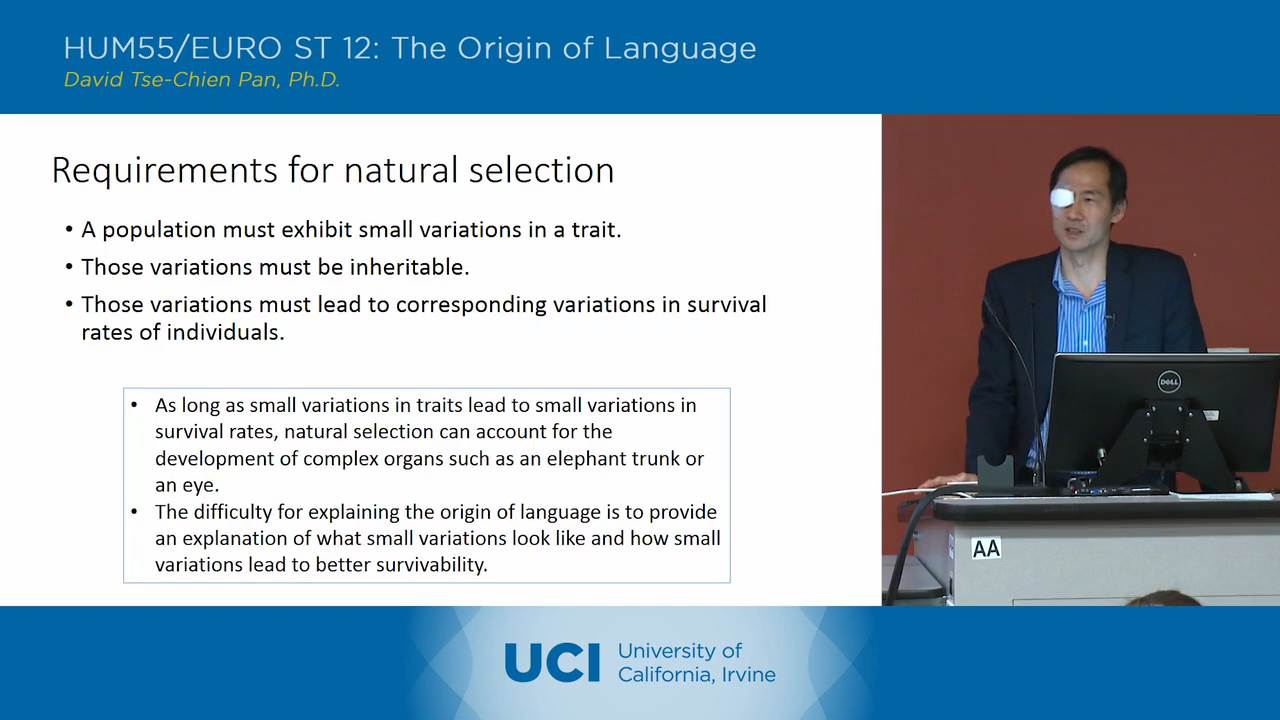 HUM55/EURO ST 12: The Origin of Language
David Tse-Chien Pan, Ph.D.
Requirements for natural selection
• A population must exhibit small variations in a trait.
• Those variations must be inheritable.
• Those variations must lead to corresponding variations in survival
rates of individuals.
• As long as small variations in traits lead to small variations in
survival rates, natural selection can account for the
development of complex organs such as an elephant trunk or
an eye.
• The difficulty for explaining the origin of language is to provide
an explanation of what small variations look like and how small
variations lead to better survivability.
DELL
AA
UCI University of
California, Irvine